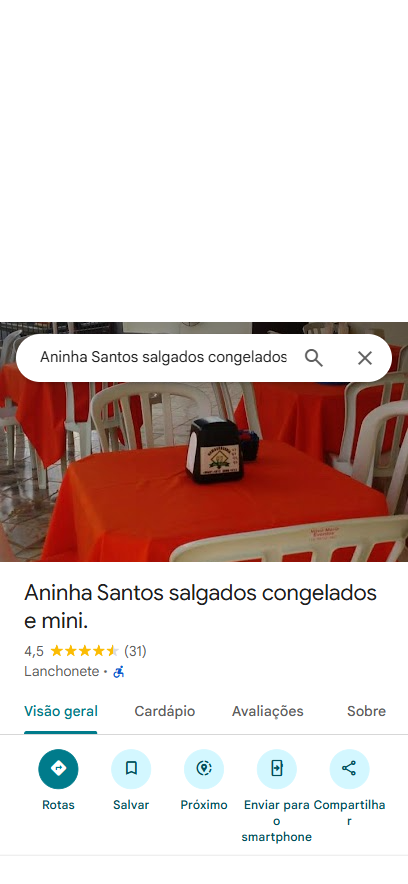 Aninha Santos salgados congelados
Aninha Santos salgados congelados
e mini.
4,5 (31)
Lanchonete •
Visão geral Cardápio Avaliações Sobre
Rotas Salvar Próximo Enviar para Compartilha
o r
smartphone